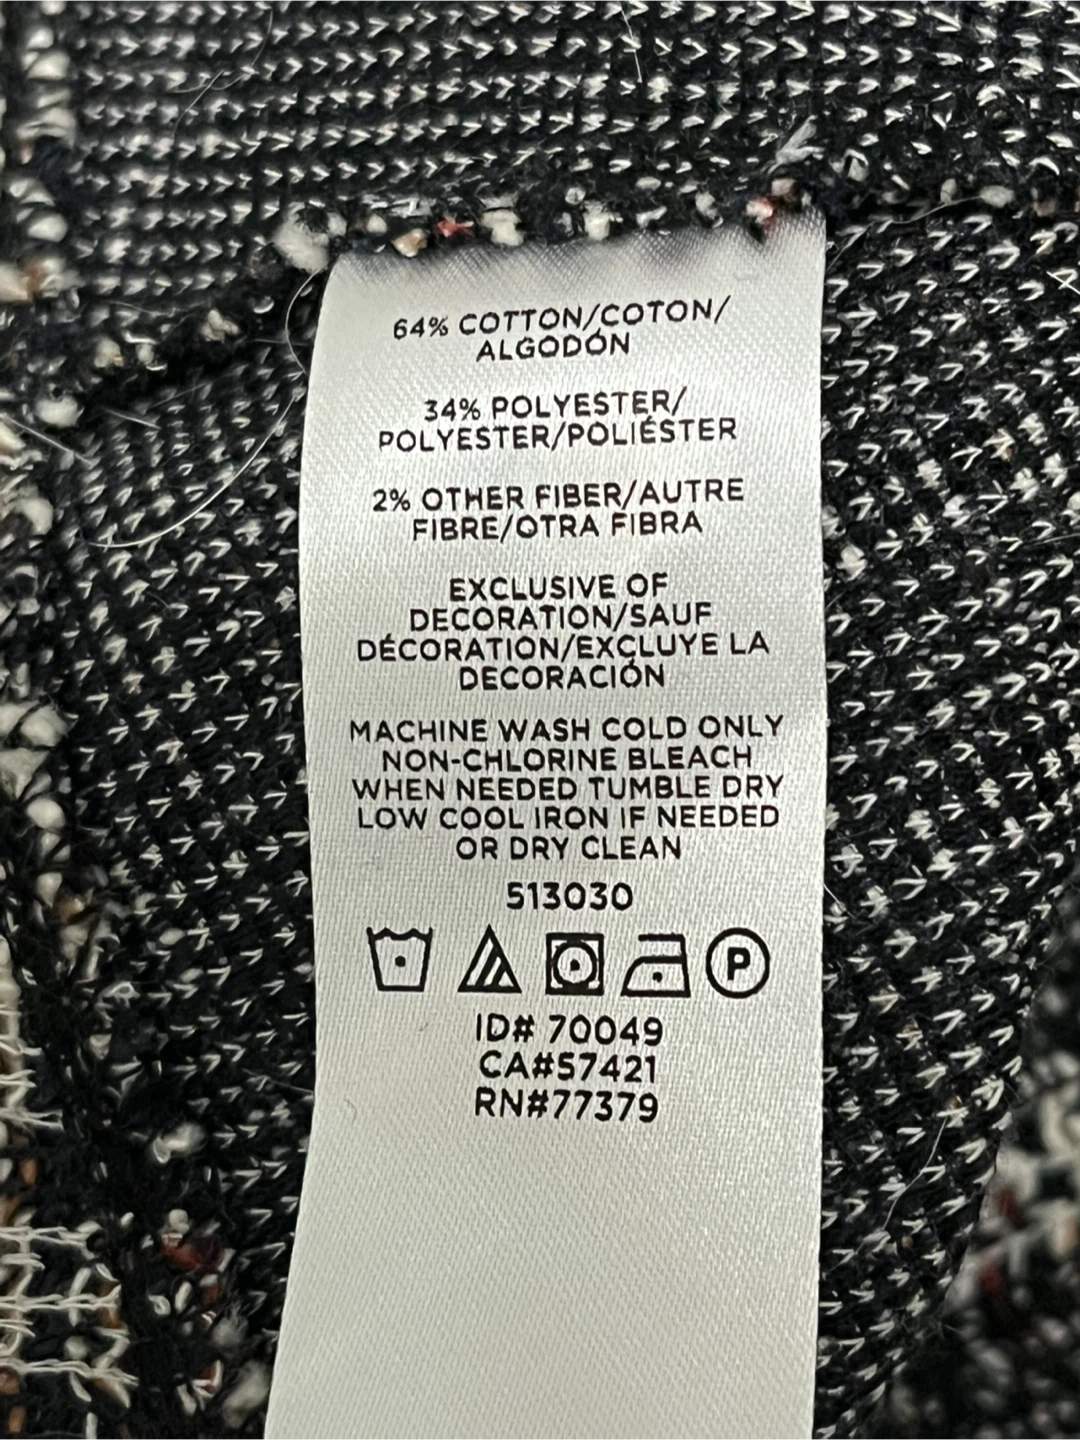 64% COTTON/COTON/
ALGODÓN
34% POLYESTER/
POLYESTER/POLIÉSTER
2% OTHER FIBER/AUTRE
FIBRE/OTRA FIBRA
EXCLUSIVE OF
DECORATION/SAUF
DÉCORATION/EXCLUYE LA
DECORACIÓN
MACHINE WASH COLD ONLY
NON-CHLORINE BLEACH
WHEN NEEDED TUMBLE DRY
LOW COOL IRON IF NEEDED
OR DRY CLEAN
513030
P
ID# 70049
CA#57421
RN#77379